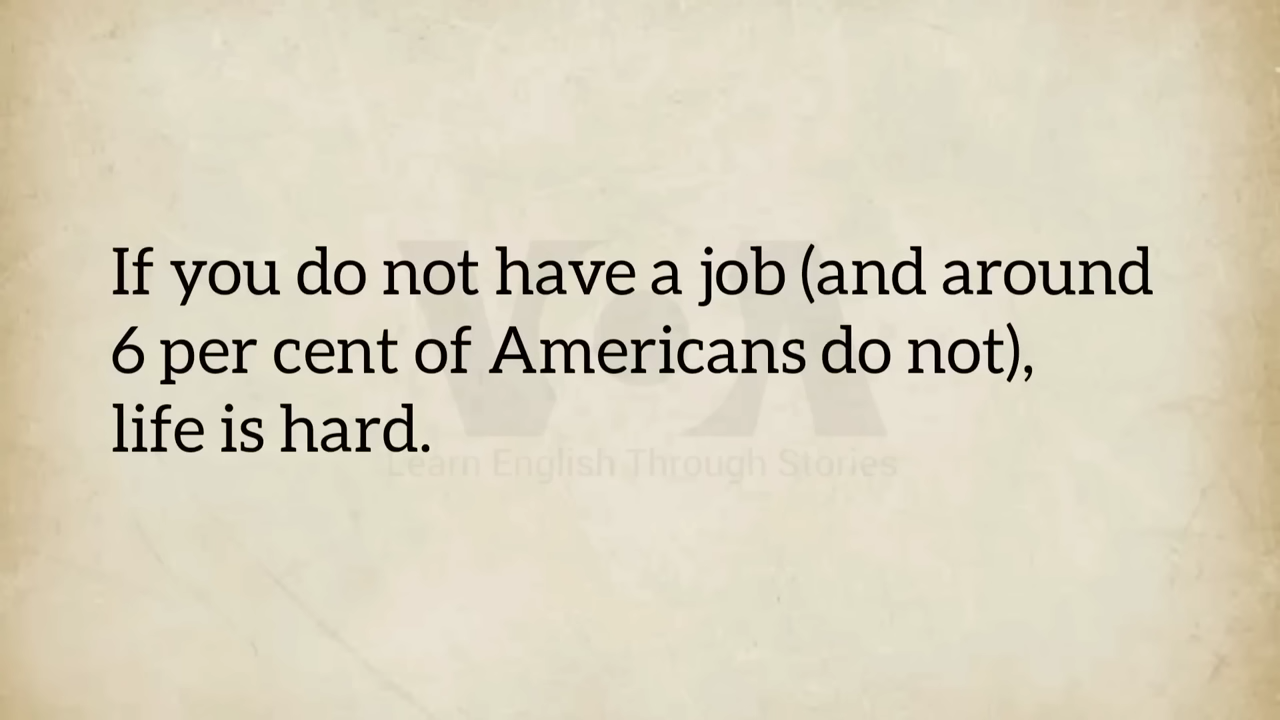 If you do not have a job (and around
6 per cent of Americans do not),
life is hard.
VOA
Learn English Through Stories